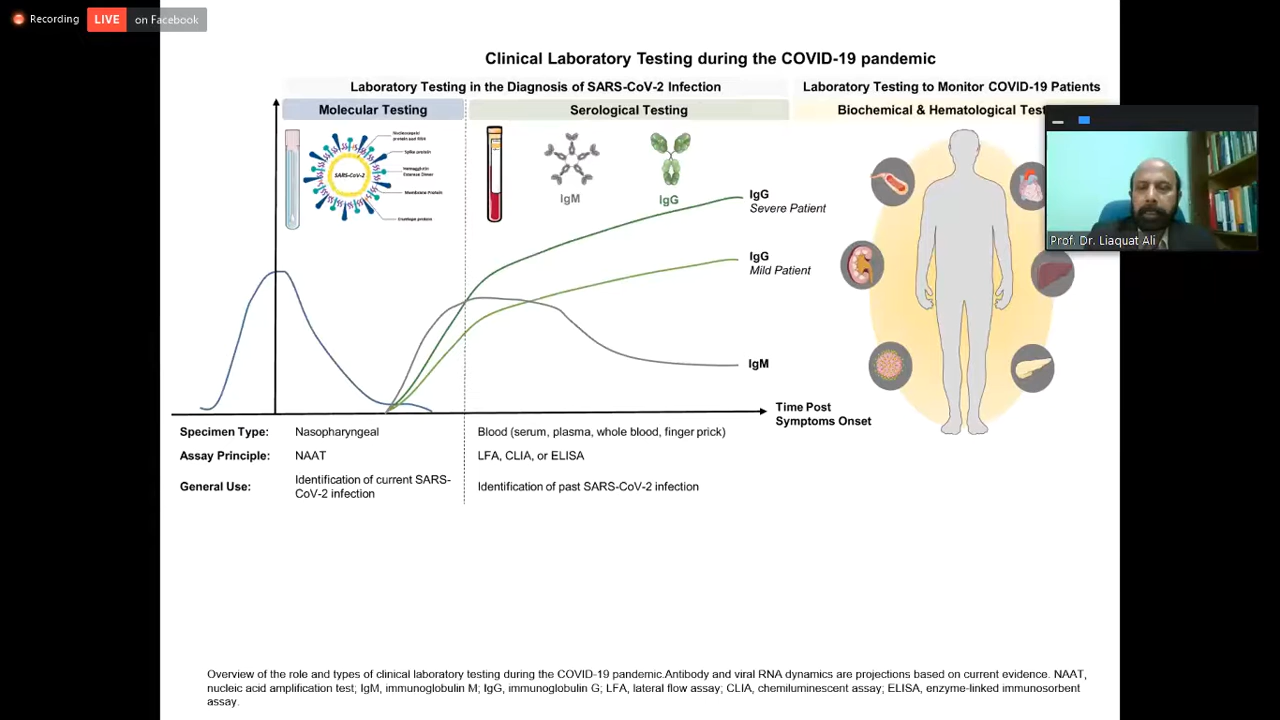 Recording
LIVE on Facebook
Clinical Laboratory Testing during the COVID-19 pandemic
Laboratory Testing in the Diagnosis of SARS-CoV-2 Infection
Laboratory Testing to Monitor COVID-19 Patients
Molecular Testing
Serological Testing
Biochemical & Hematological Test
Spike protein
SARS-CoV-2
Membrane Protein
IgM
IgG
IgG
Severe Patient
IgG
Mild Patient
IgM
Prof. Dr. Liaquat Ali
Time Post
Symptoms Onset
Specimen Type:
Nasopharyngeal
Blood (serum, plasma, whole blood, finger prick)
Assay Principle:
NAAT
LFA, CLIA, or ELISA
General Use:
Identification of current SARS-
CoV-2 infection
Identification of past SARS-CoV-2 infection
Overview of the role and types of clinical laboratory testing during the COVID-19 pandemic.Antibody and viral RNA dynamics are projections based on current evidence. NAAT,
nucleic acid amplification test; IgM, immunoglobulin M; IgG, immunoglobulin G; LFA, lateral flow assay; CLIA, chemiluminescent assay; ELISA, enzyme-linked immunosorbent
assay.